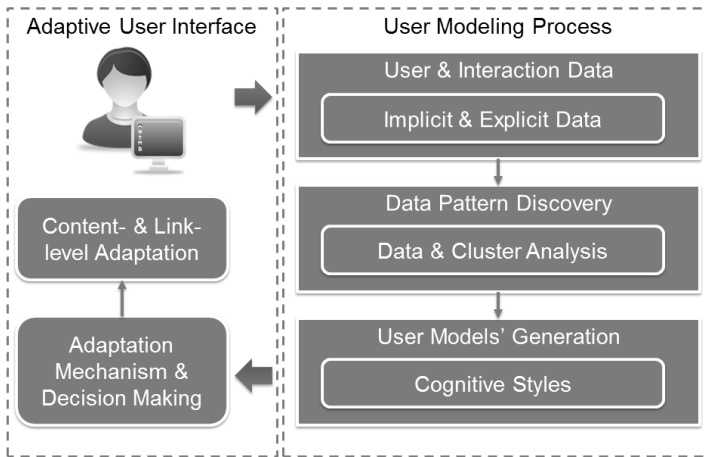 Adaptive User Interface
Content- & Link-
level Adaptation
Adaptation
Mechanism &
Decision Making
User Modeling Process
User & Interaction Data
Implicit & Explicit Data
Data Pattern Discovery
Data & Cluster Analysis
User Models’ Generation
Cognitive Styles